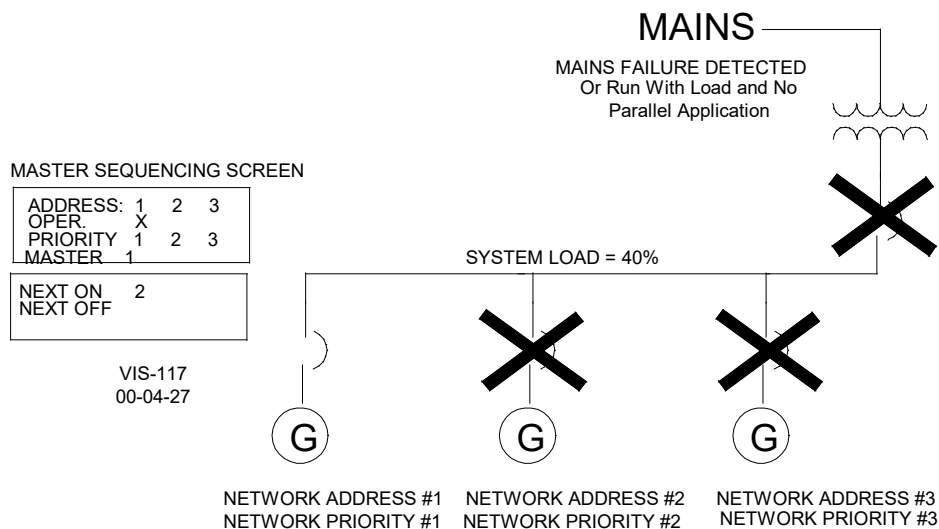 MAINS
MAINS FAILURE DETECTED
Or Run With Load and No
Parallel Application
MASTER SEQUENCING SCREEN
ADDRESS: 1 2 3
OPER. X
PRIORITY 1 2 3
MASTER 1
SYSTEM LOAD = 40%
NEXT ON 2
NEXT OFF
VIS-117
00-04-27
G G G
NETWORK ADDRESS #1 NETWORK ADDRESS #2 NETWORK ADDRESS #3
NETWORK PRIORITY #1 NETWORK PRIORITY #2 NETWORK PRIORITY #3